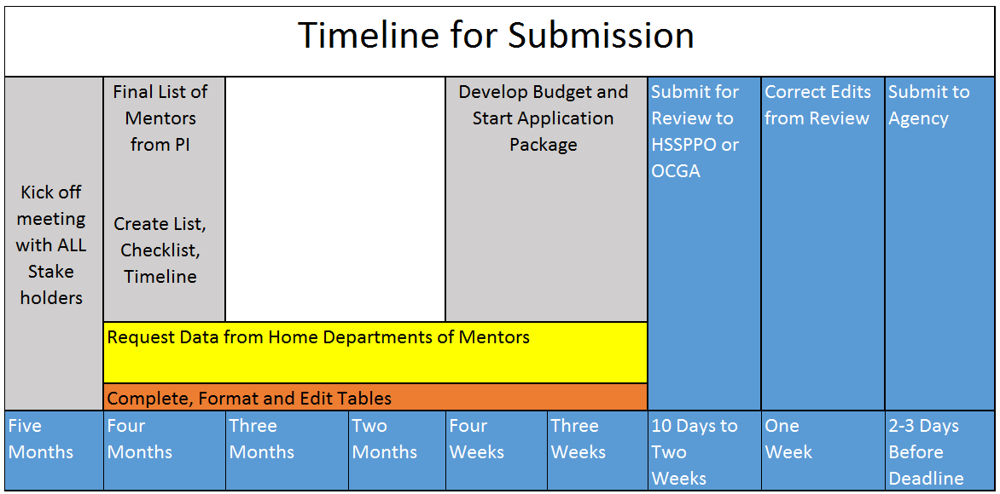 Timeline for Submission
Kick off
meeting
with ALL
Stake
holders
Final List of
Mentors
from PI
Create List,
Checklist,
Timeline
Develop Budget and
Start Application
Package
Submit for
Review to
HSSPPO or
OCGA
Correct Edits
from Review
Submit to
Agency
Request Data from Home Departments of Mentors
Complete, Format and Edit Tables
Five
Months
Four
Months
Three
Months
Two
Months
Four
Weeks
Three
Weeks
10 Days to
Two
Weeks
One
Week
2-3 Days
Before
Deadline